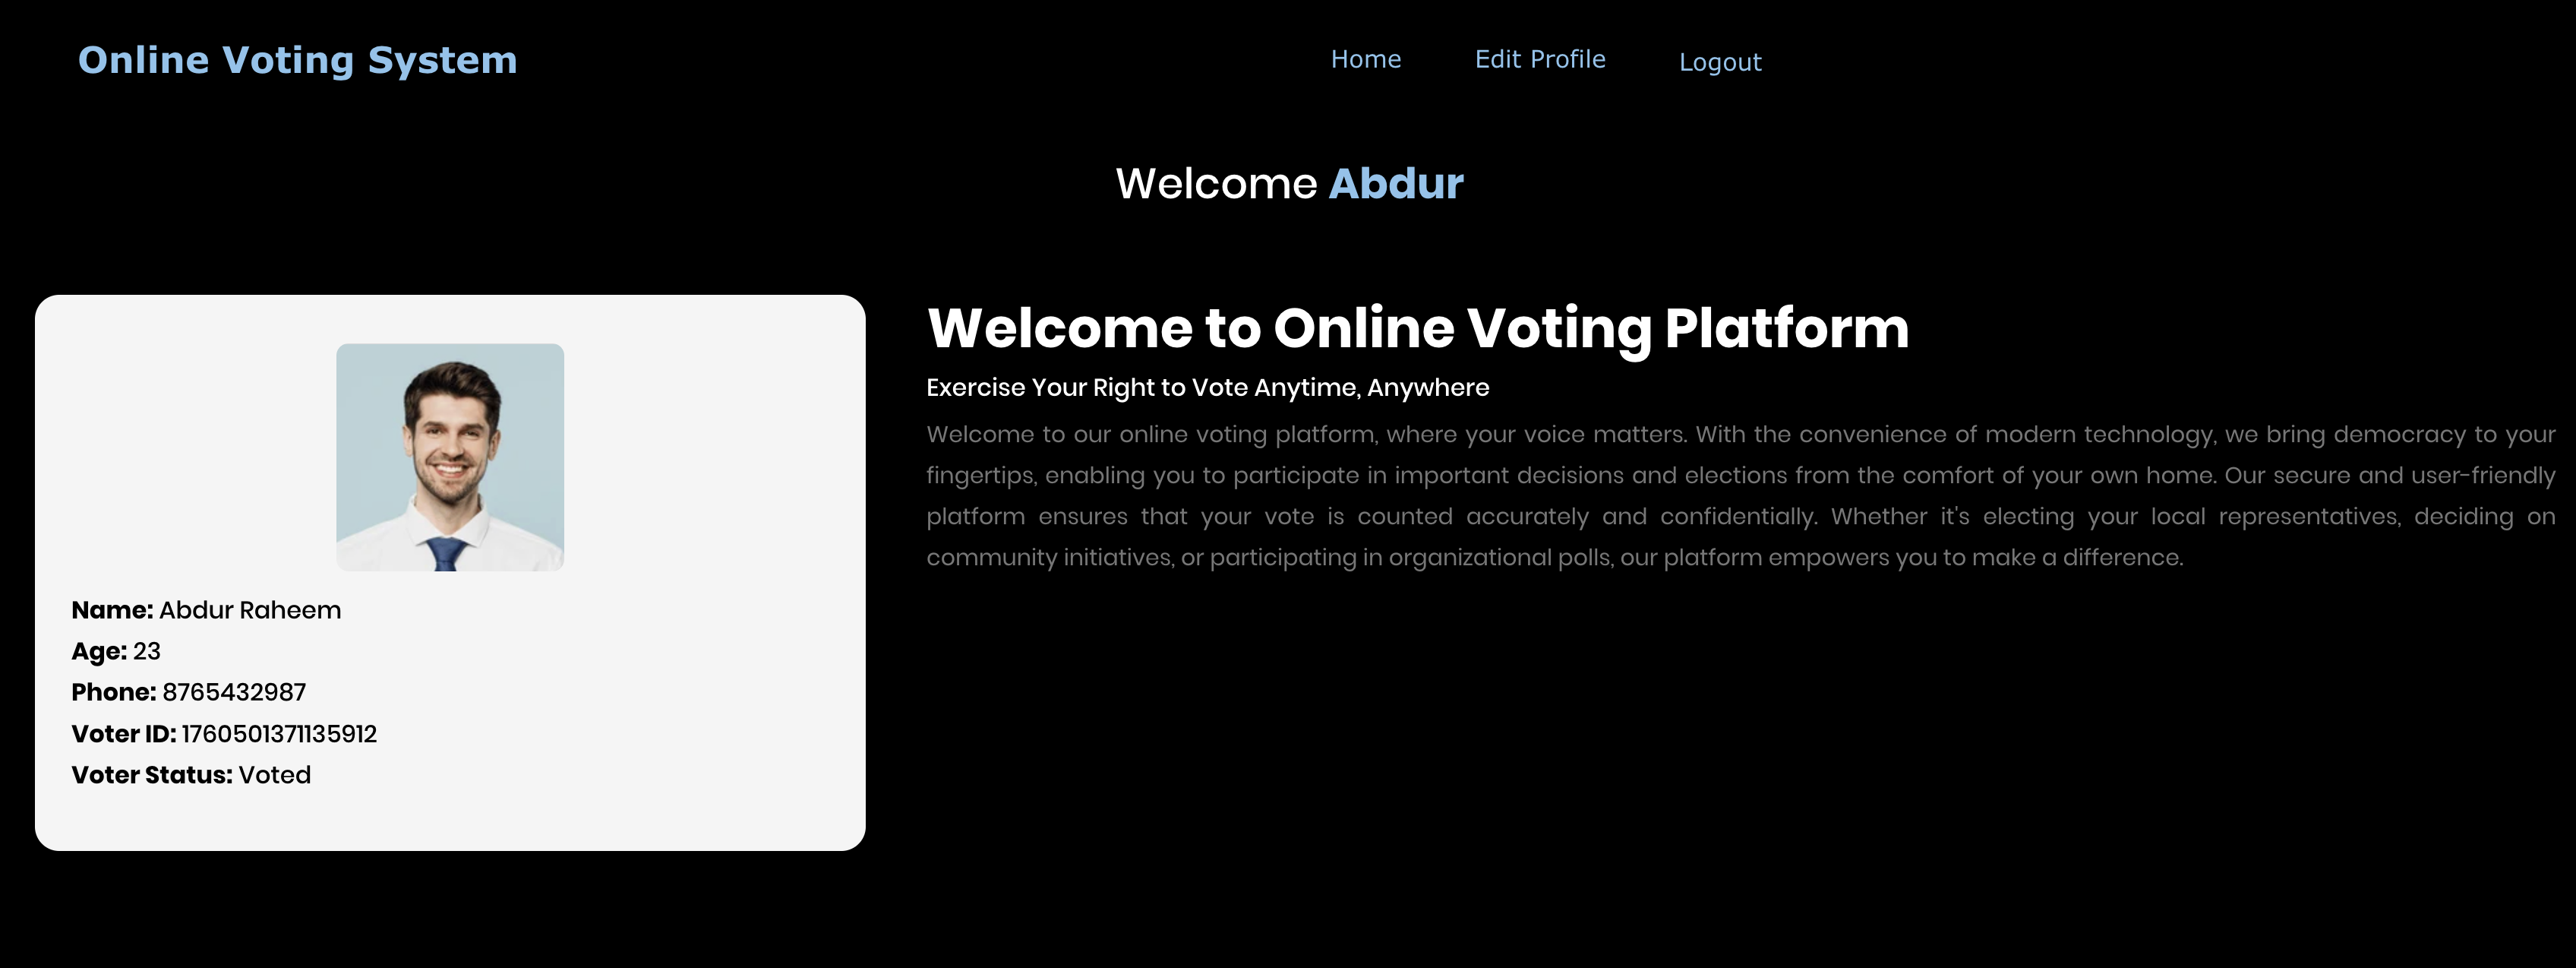 Online Voting System
Home
Edit Profile
Logout
Welcome Abdur
Name: Abdur Raheem
Age: 23
Phone: 8765432987
Voter ID: 1760501371135912
Voter Status: Voted
Welcome to Online Voting Platform
Exercise Your Right to Vote Anytime, Anywhere
Welcome to our online voting platform, where your voice matters. With the convenience of modern technology, we bring democracy to your
fingertips, enabling you to participate in important decisions and elections from the comfort of your own home. Our secure and user-friendly
platform ensures that your vote is counted accurately and confidentially. Whether it's electing your local representatives, deciding on
community initiatives, or participating in organizational polls, our platform empowers you to make a difference.